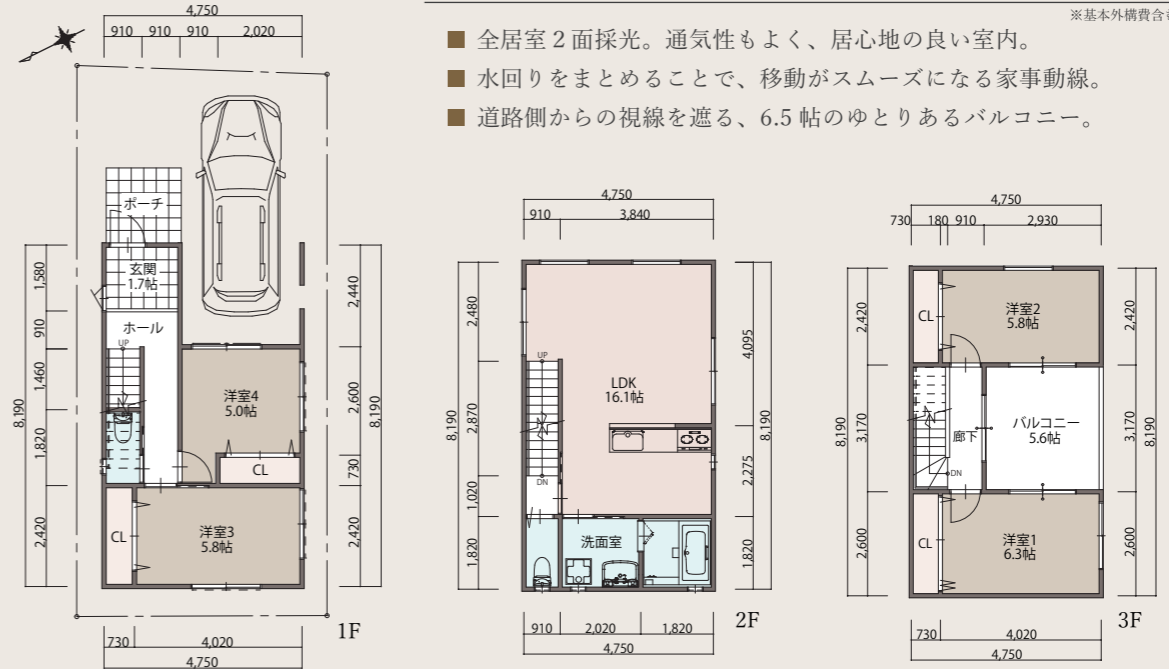 ※基本外構費含む
■ 全居室２面採光。通気性もよく、居心地の良い室内。
■ 水回りをまとめることで、移動がスムーズになる家事動線。
■ 道路側からの視線を遮る、6.5 帖のゆとりあるバルコニー。
4,750
910 910 910 2,020
ポーチ
玄関
1.7帖
ホール
UP
洋室4
5.0帖
CL
CL
洋室3
5.8帖
1,580
910
1,460
1,820
2,420
8,190
2,440
2,600
730
2,420
8,190
730 4,020
4,750
1F
4,750
910 3,840
UP
LDK
16.1帖
DN
洗面室
2,480
2,870
1,020
1,820
8,190
4,095
2,275
1,820
8,190
910 2,020 1,820
4,750
2F
4,750
730 180 910 2,930
CL
洋室2
5.8帖
バルコニー
5.6帖
廊下
DN
CL
洋室1
6.3帖
2,420
3,170
2,600
8,190
2,420
3,170
2,600
8,190
730 4,020
4,750
3F